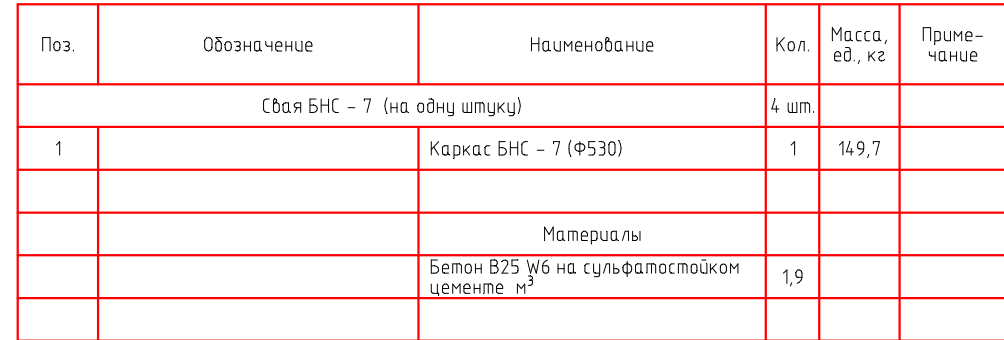 Поз.
Обозначение
Наименование
Кол.
Масса,
ед., кг
Приме-
чание
Свая БНС - 7 (на одну штуку)
4 шт.
1
Каркас БНС - 7 (Ф530)
1
149,7
Материалы
Бетон В25 W6 на сульфатостойком
цементе м³
1,9